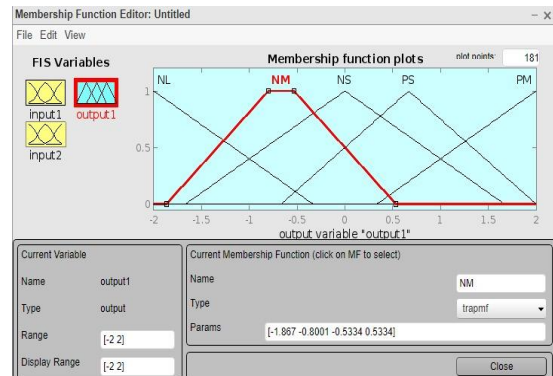 Membership Function Editor: Untitled
– x
File Edit View
FIS Variables
input1
output1
input2
Membership function plots
plot points:
181
NL
NM
NS
PS
PM
1
0.5
0
-2
-1.5
-1
-0.5
0
0.5
1
1.5
2
output variable "output1"
Current Variable
Name
output1
Type
output
Range
[-2 2]
Display Range
[-2 2]
Current Membership Function (click on MF to select)
Name
NM
Type
trapmf
Params
[-1.867 -0.8001 -0.5334 0.5334]
Close